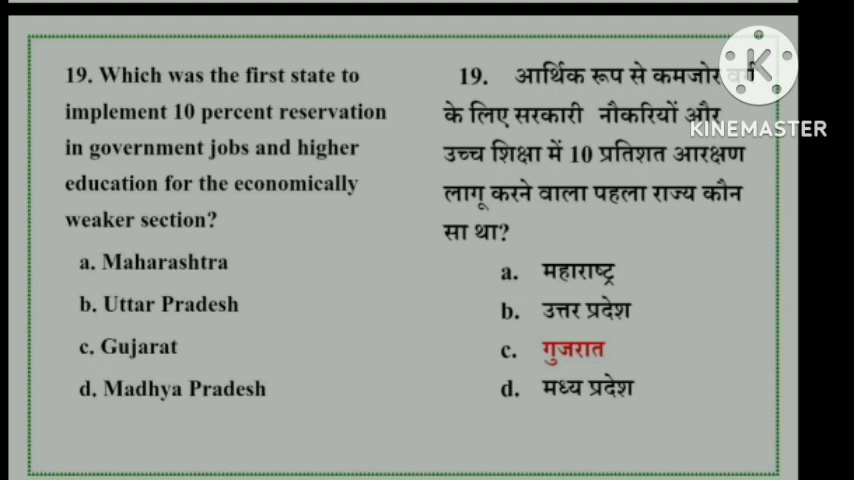 19. Which was the first state to
implement 10 percent reservation
in government jobs and higher
education for the economically
weaker section?
a. Maharashtra
b. Uttar Pradesh
c. Gujarat
d. Madhya Pradesh
19. आर्थिक रूप से कमजोर वर्ग
के लिए सरकारी नौकरियों और
उच्च शिक्षा में 10 प्रतिशत आरक्षण
लागू करने वाला पहला राज्य कौन
सा था?
a. महाराष्ट्र
b. उत्तर प्रदेश
c. गुजरात
d. मध्य प्रदेश
K
KINEMASTER